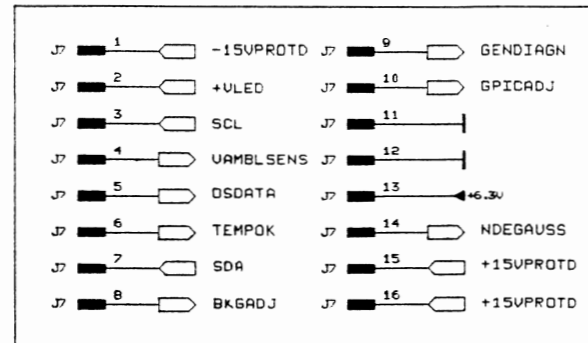 J7 1 -15VPROTD J7 9 GENDIAGN
J7 2 +VLED J7 10 GPICADJ
J7 3 SCL J7 11
J7 4 VAMBLSENS J7 12
J7 5 DSDATA J7 13 +6.3V
J7 6 TEMPOK J7 14 NDEGAUSS
J7 7 SDA J7 15 +15VPROTD
J7 8 BKGADJ J7 16 +15VPROTD